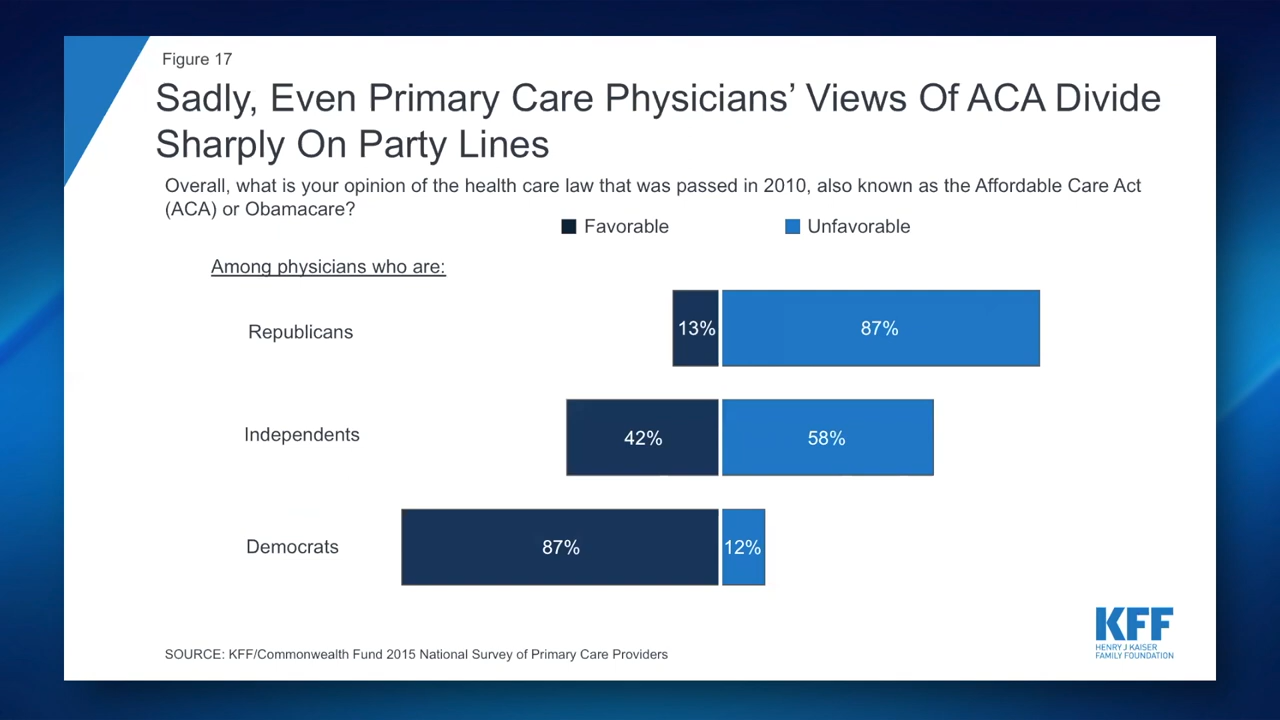 Figure 17
Sadly, Even Primary Care Physicians’ Views Of ACA Divide
Sharply On Party Lines
Overall, what is your opinion of the health care law that was passed in 2010, also known as the Affordable Care Act
(ACA) or Obamacare?
Favorable Unfavorable
Among physicians who are:
Republicans 13% 87%
Independents 42% 58%
Democrats 87% 12%
SOURCE: KFF/Commonwealth Fund 2015 National Survey of Primary Care Providers
KFF
HENRY J KAISER
FAMILY FOUNDATION